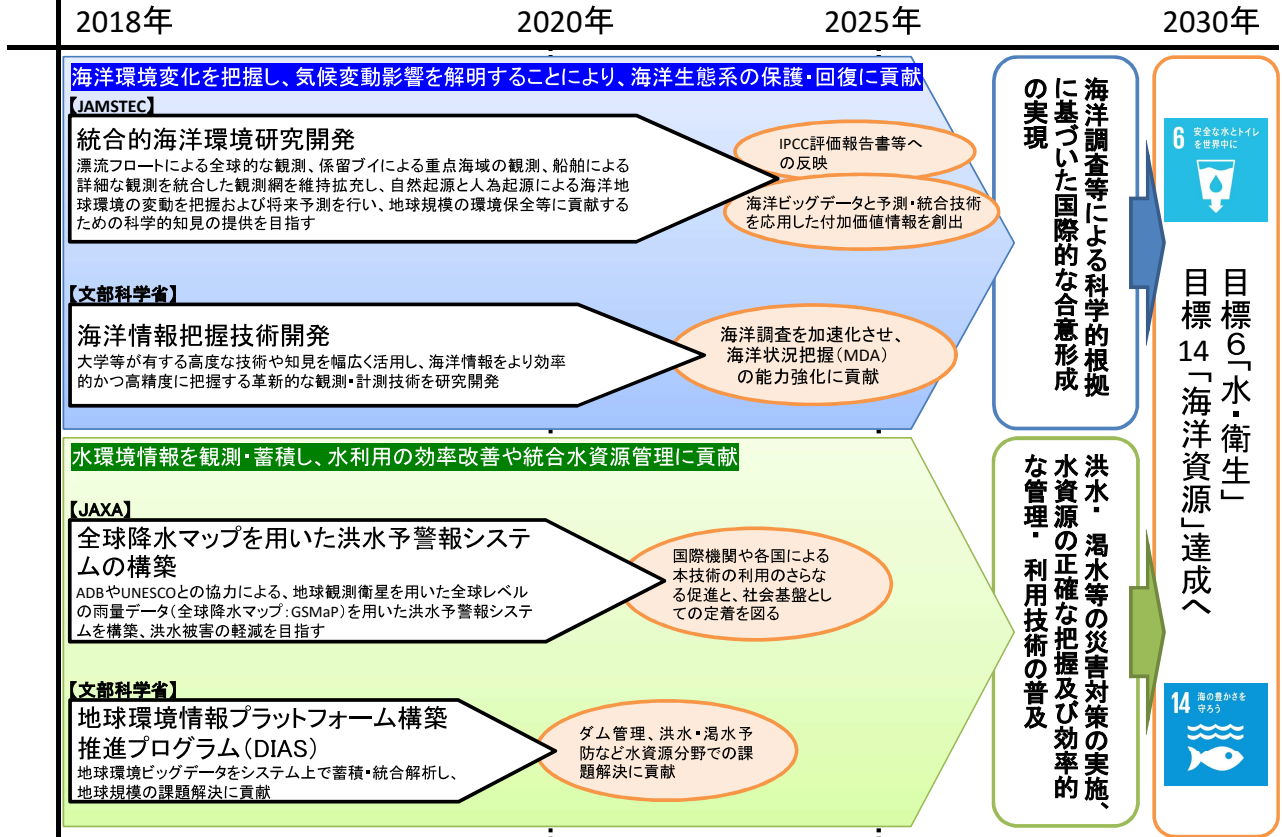 2018年
2020年
2025年
2030年
海洋環境変化を把握し、気候変動影響を解明することにより、海洋生態系の保護・回復に貢献
【JAMSTEC】
統合的海洋環境研究開発
漂流フロートによる全球的な観測、係留ブイによる重点海域の観測、船舶による
詳細な観測を統合した観測網を維持拡充し、自然起源と人為起源による海洋地
球環境の変動を把握および将来予測を行い、地球規模の環境保全等に貢献する
ための科学的知見の提供を目指す
IPCC評価報告書等へ
の反映
海洋ビッグデータと予測・統合技術
を応用した付加価値情報を創出
【文部科学省】
海洋情報把握技術開発
大学等が有する高度な技術や知見を幅広く活用し、海洋情報をより効率
的かつ高精度に把握する革新的な観測・計測技術を研究開発
海洋調査を加速化させ、
海洋状況把握(MDA)
の能力強化に貢献
海洋調査等による科学的根拠
に基づいた国際的な合意形成
の実現
水環境情報を観測・蓄積し、水利用の効率改善や統合水資源管理に貢献
【JAXA】
全球降水マップを用いた洪水予警報システ
ムの構築
ADBやUNESCOとの協力による、地球観測衛星を用いた全球レベル
の雨量データ(全球降水マップ:GSMaP)を用いた洪水予警報システ
ムを構築、洪水被害の軽減を目指す
国際機関や各国による
本技術の利用のさらな
る促進と、社会基盤とし
ての定着を図る
【文部科学省】
地球環境情報プラットフォーム構築
推進プログラム(DIAS)
地球環境ビッグデータをシステム上で蓄積・統合解析し、
地球規模の課題解決に貢献
ダム管理、洪水・渇水予
防など水資源分野での課
題解決に貢献
洪水・渇水等の災害対策の実施、
水資源の正確な把握及び効率的
な管理・利用技術の普及
6 安全な水とトイレ
を世界中に
目標6「水・衛生」
目標14「海洋資源」達成へ
14 海の豊かさを
守ろう